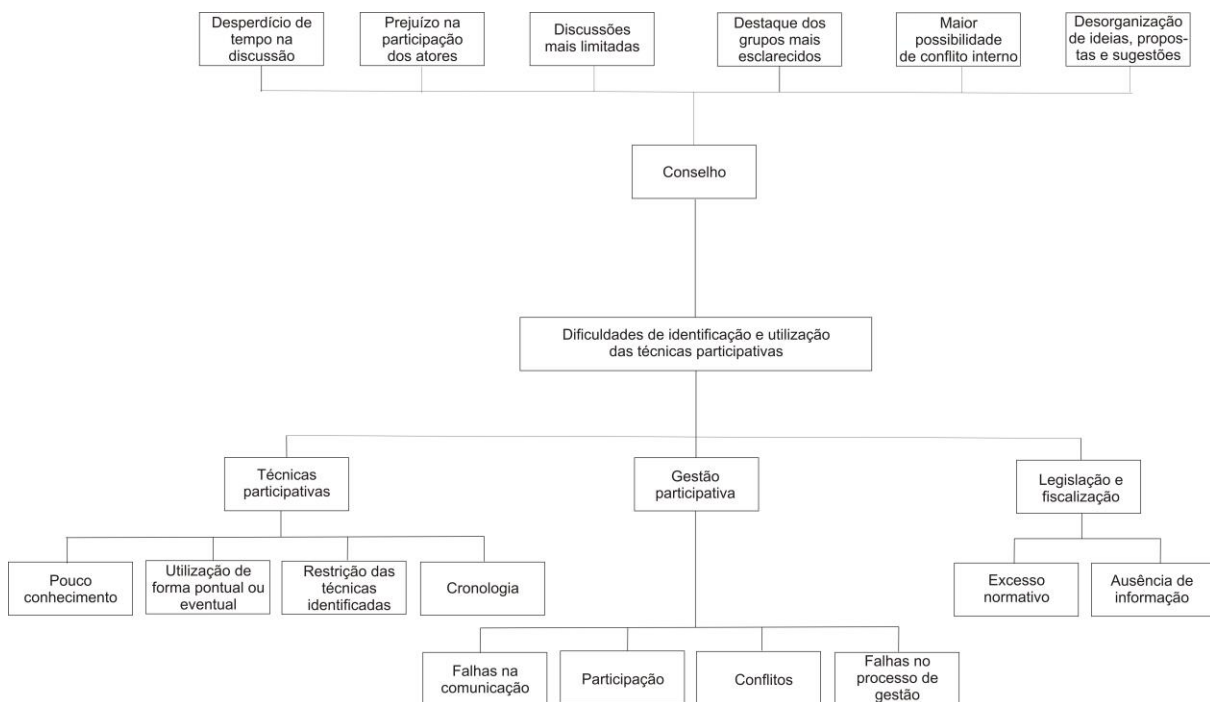 Desperdício de
tempo na
discussão
Prejuízo na
participação
dos atores
Discussões
mais limitadas
Destaque dos
grupos mais
esclarecidos
Maior
possibilidade
de conflito interno
Desorganização
de ideias, propos-
tas e sugestões
Conselho
Dificuldades de identificação e utilização
das técnicas participativas
Técnicas
participativas
Gestão
participativa
Legislação e
fiscalização
Pouco
conhecimento
Utilização de
forma pontual ou
eventual
Restrição das
técnicas
identificadas
Cronologia
Excesso
normativo
Ausência de
informação
Falhas na
comunicação
Participação
Conflitos
Falhas no
processo de
gestão